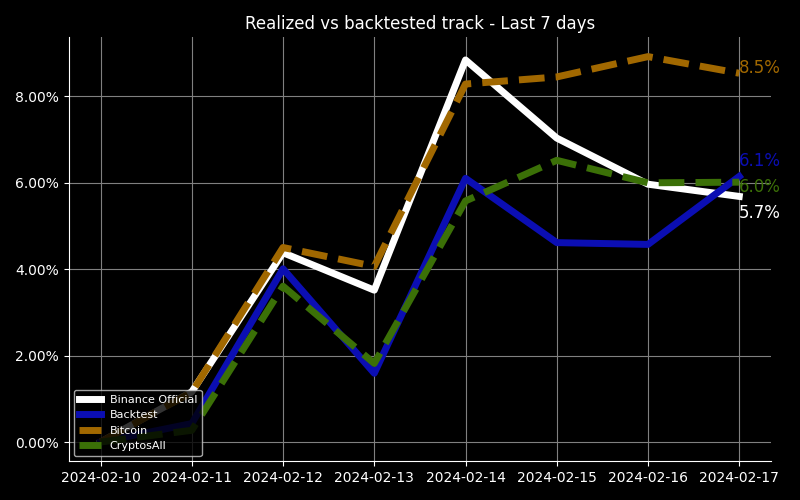 Realized vs backtested track - Last 7 days
8.5%
8.00%
6.1%
6.00%
6.0%
5.7%
4.00%
2.00%
Binance Official
Backtest
Bitcoin
0.00%
CryptosAll
2024-02-10 2024-02-11 2024-02-12 2024-02-13 2024-02-14 2024-02-15 2024-02-16 2024-02-17